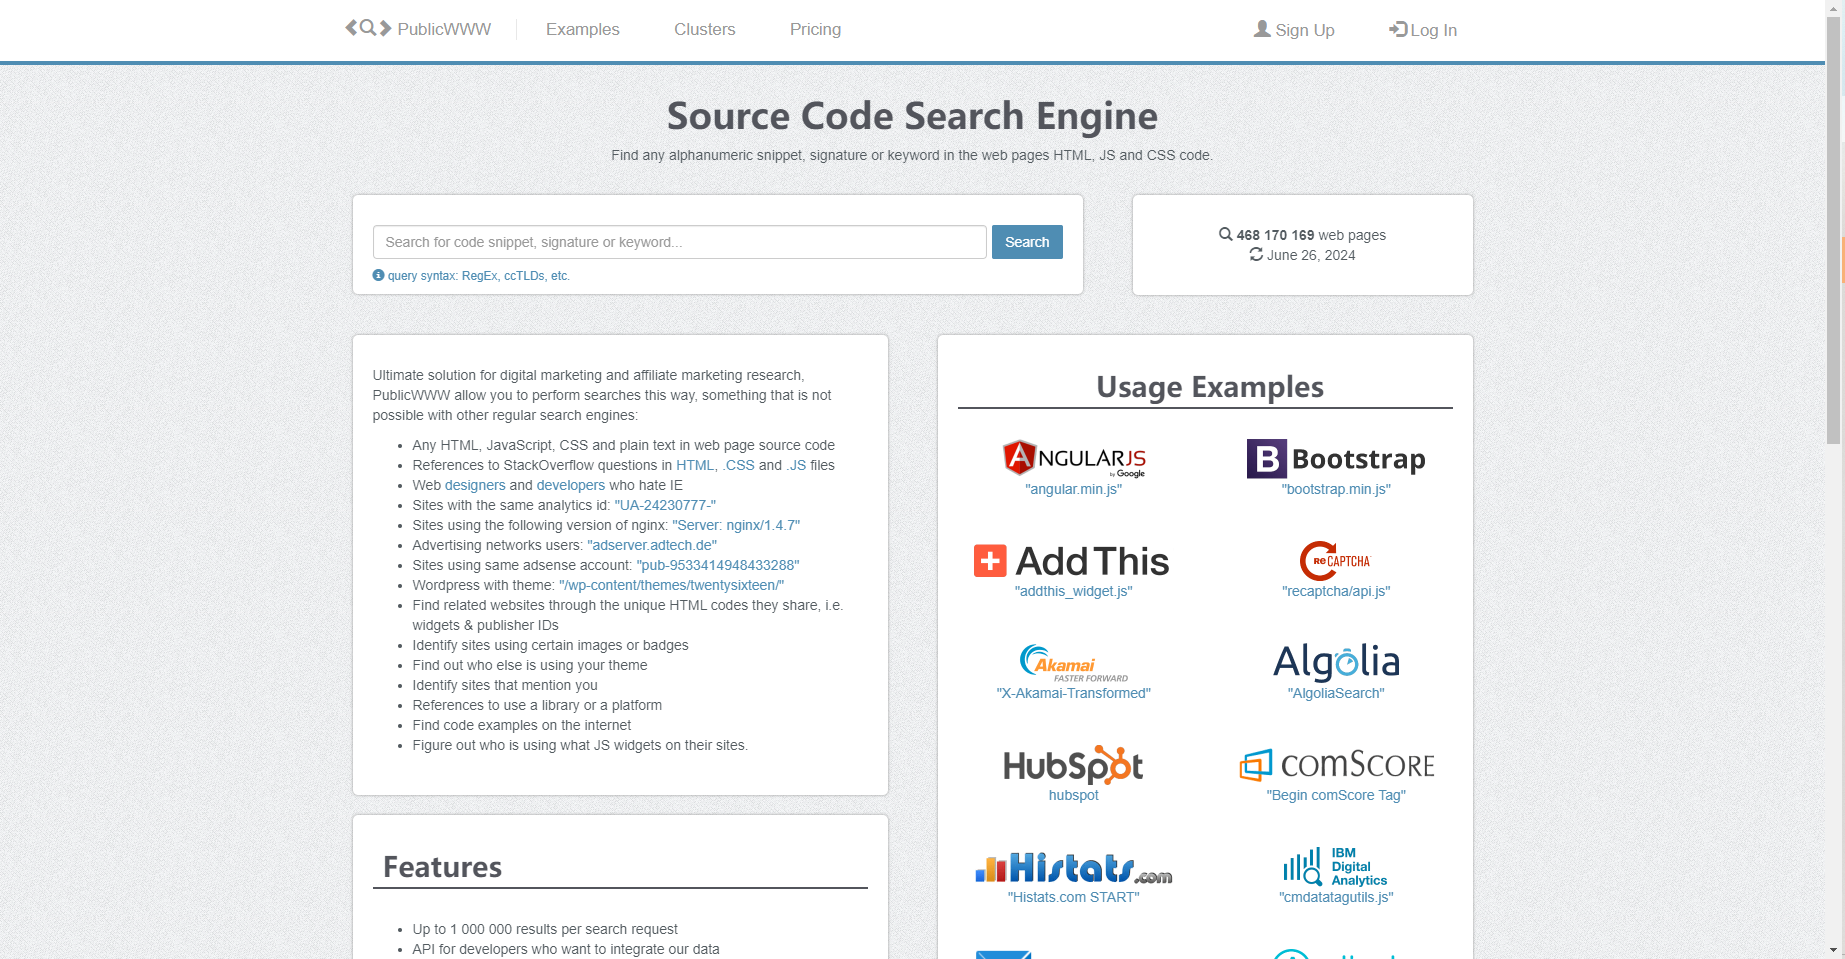 PublicWWW
Examples
Clusters
Pricing
Sign Up
Log In
Source Code Search Engine
Find any alphanumeric snippet, signature or keyword in the web pages HTML, JS and CSS code.
Search for code snippet, signature or keyword...
Search
query syntax: RegEx, ccTLDs, etc.
468 170 169 web pages
June 26, 2024
Ultimate solution for digital marketing and affiliate marketing research,
PublicWWW allow you to perform searches this way, something that is not
possible with other regular search engines:
Any HTML, JavaScript, CSS and plain text in web page source code
References to StackOverflow questions in HTML, .CSS and .JS files
Web designers and developers who hate IE
Sites with the same analytics id: "UA-24230777-"
Sites using the following version of nginx: "Server: nginx/1.4.7"
Advertising networks users: "adserver.adtech.de"
Sites using same adsense account: "pub-9533414948433288"
Wordpress with theme: "/wp-content/themes/twentysixteen/"
Find related websites through the unique HTML codes they share, i.e.
widgets & publisher IDs
Identify sites using certain images or badges
Find out who else is using your theme
Identify sites that mention you
References to use a library or a platform
Find code examples on the internet
Figure out who is using what JS widgets on their sites.
Features
Up to 1 000 000 results per search request
API for developers who want to integrate our data
Usage Examples
ANGULARJS
by Google
"angular.min.js"
B Bootstrap
"bootstrap.min.js"
AddThis
"addthis_widget.js"
ReCAPTCHA
"recaptcha/api.js"
Akamai
FASTER FORWARD
"X-Akamai-Transformed"
Algolia
"AlgoliaSearch"
HubSpot
hubspot
comSCORE
"Begin comScore Tag"
Histats.com
"Histats.com START"
IBM
Digital
Analytics
"cmdatatagutils.js"